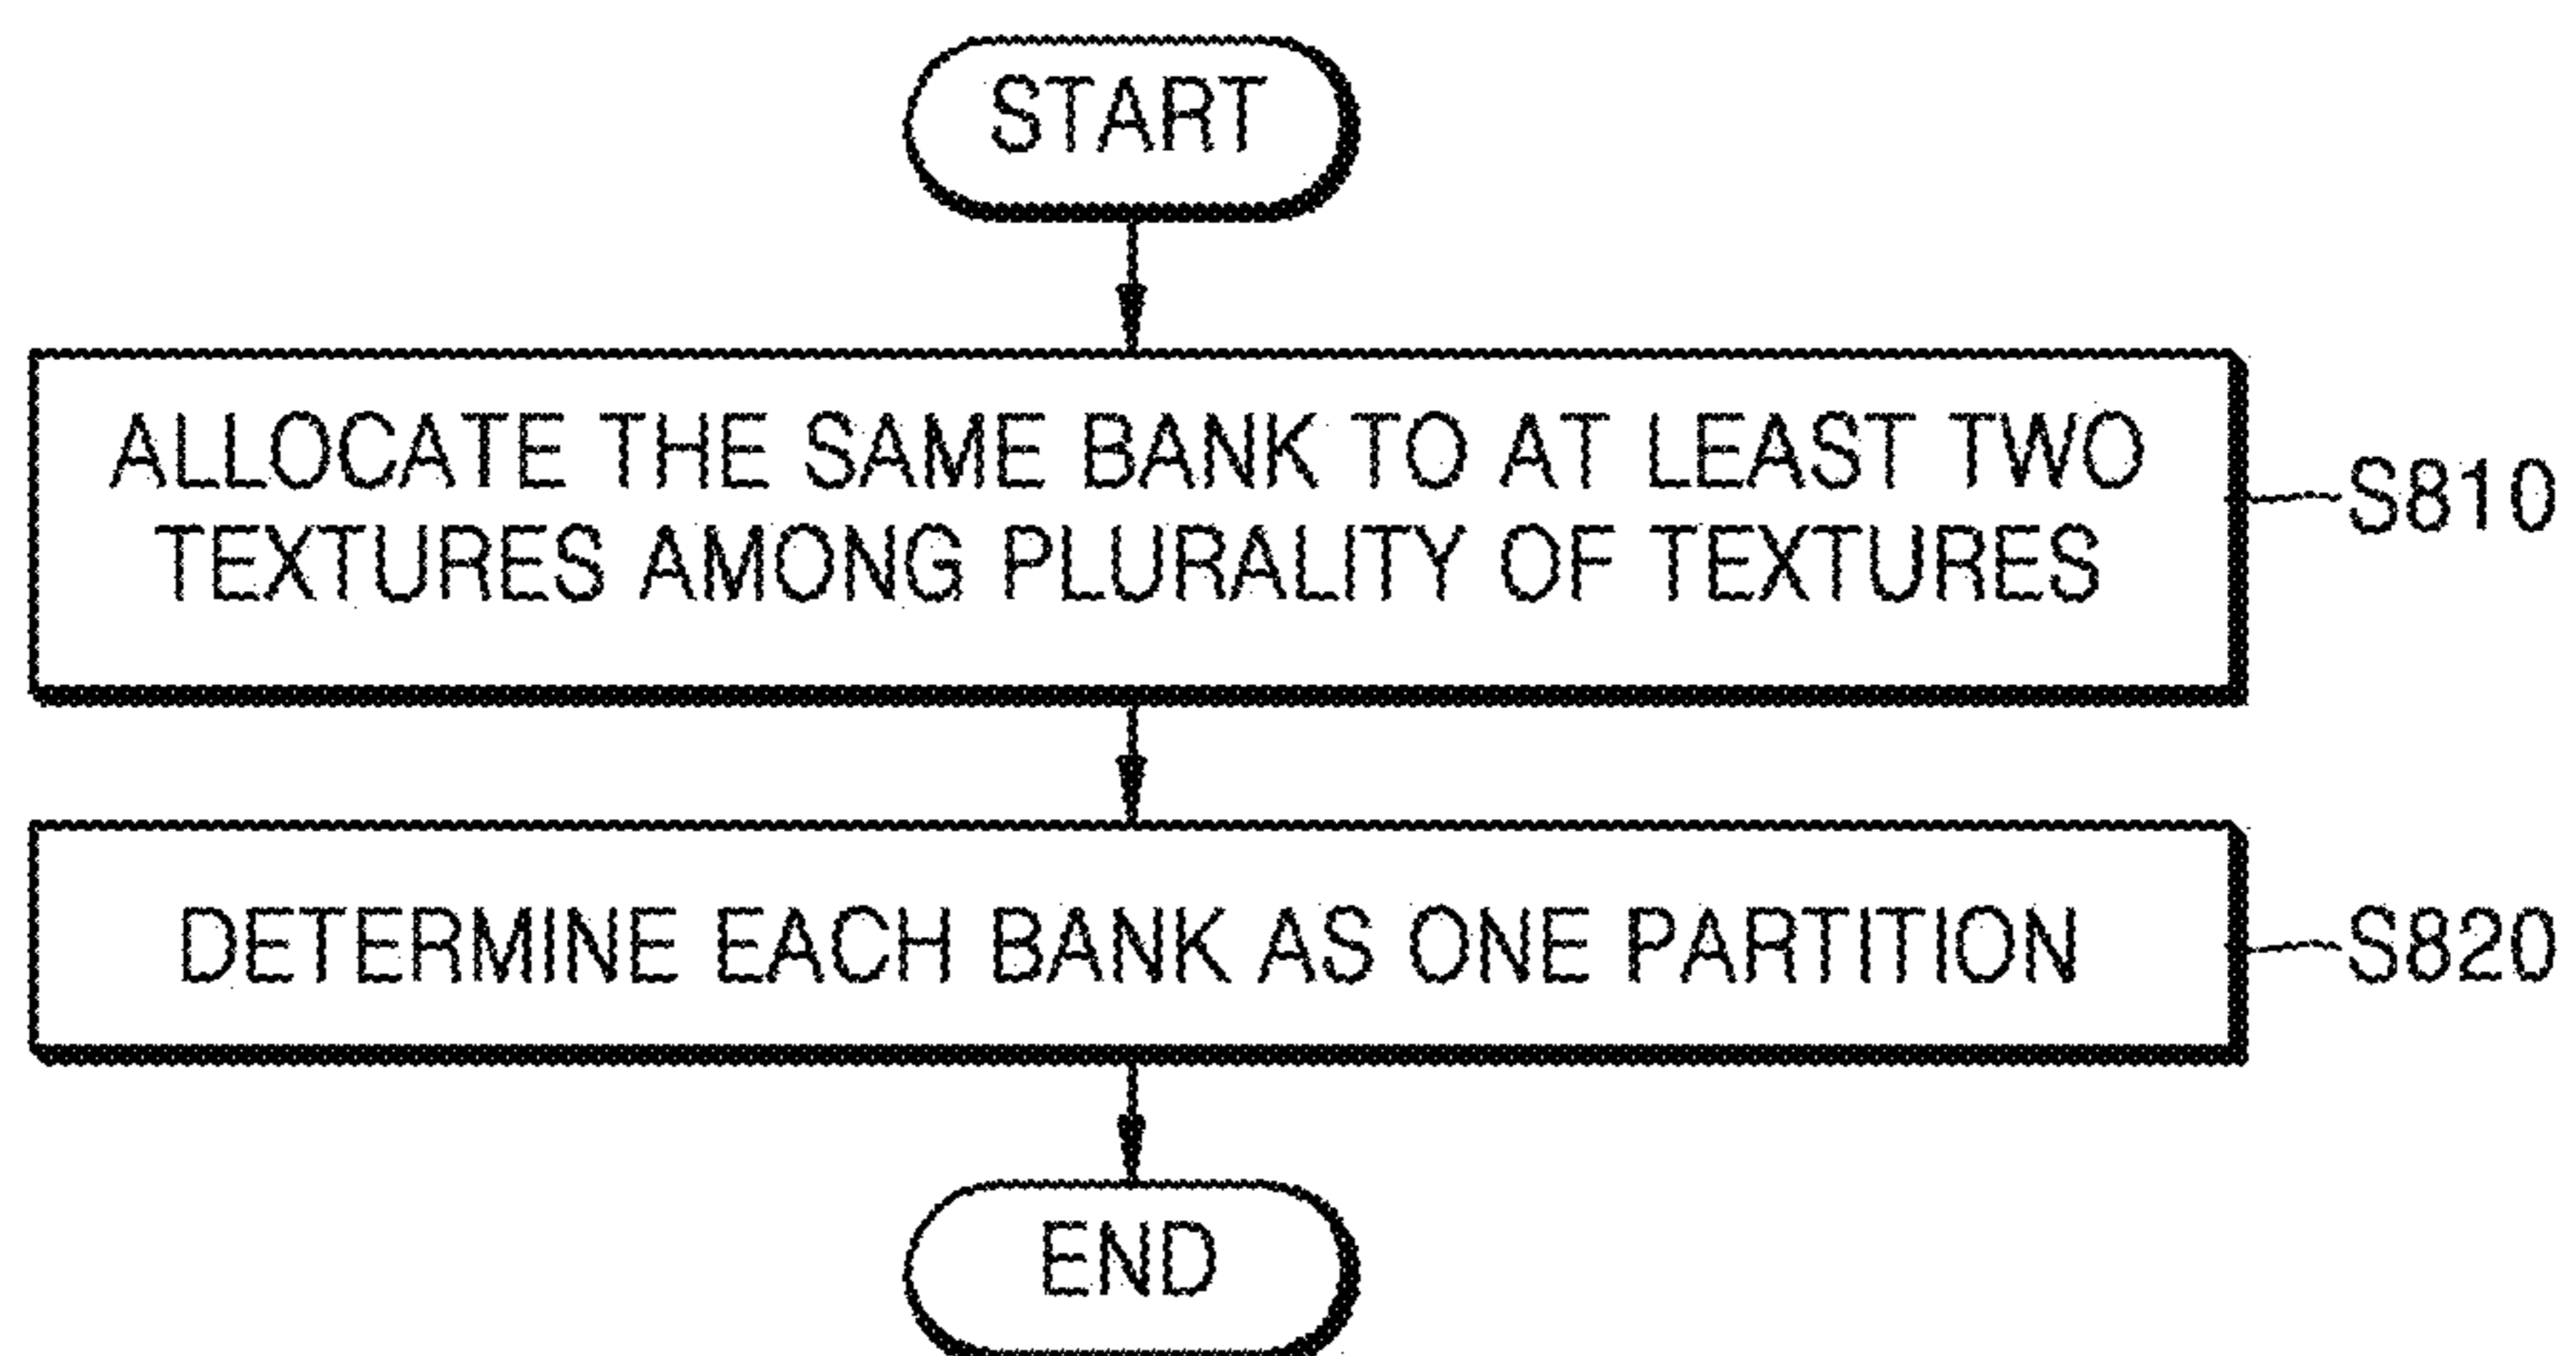 START
ALLOCATE THE SAME BANK TO AT LEAST TWO
TEXTURES AMONG PLURALITY OF TEXTURES
S810
DETERMINE EACH BANK AS ONE PARTITION
S820
END